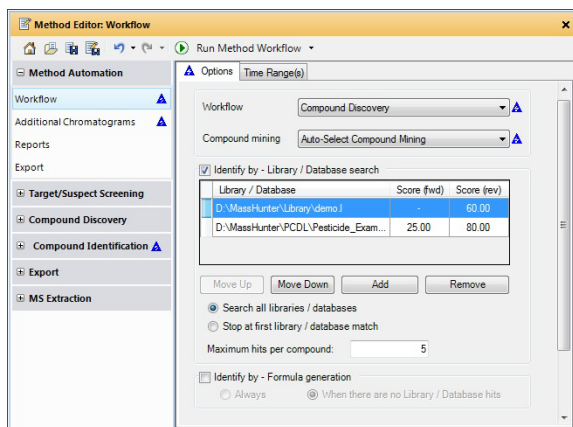 Method Editor: Workflow
Run Method Workflow
Method Automation
Workflow
Additional Chromatograms
Reports
Export
Target/Suspect Screening
Compound Discovery
Compound Identification
Export
MS Extraction
Options Time Range(s)
Workflow Compound Discovery
Compound mining Auto-Select Compound Mining
Identify by - Library / Database search
Library / Database Score (fwd) Score (rev)
D:\MassHunter\Library\demo.l - 60.00
D:\MassHunter\PCDL\Pesticide_Exam... 25.00 80.00
Move Up Move Down Add Remove
Search all libraries / databases
Stop at first library / database match
Maximum hits per compound: 5
Identify by - Formula generation
Always When there are no Library / Database hits